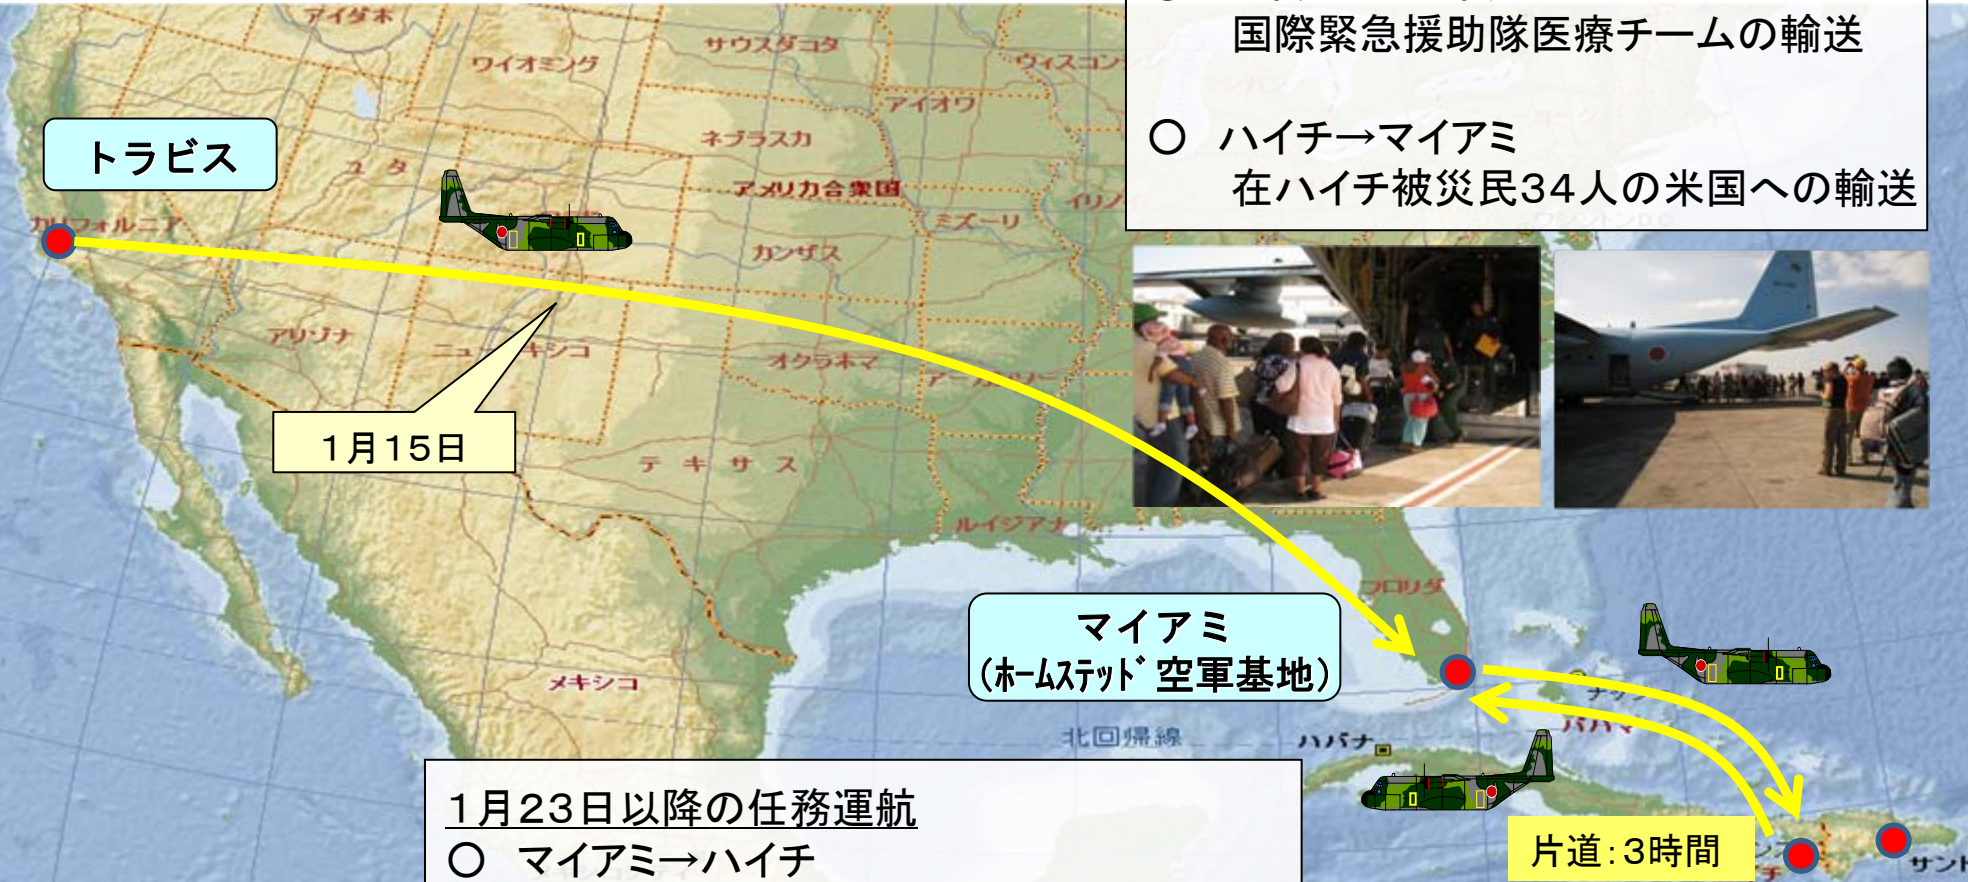 国際緊急援助隊医療チームの輸送
○ ハイチ→マイアミ
在ハイチ被災民34人の米国への輸送
アイダホ
サウスダコタ
ワイオミング
アイオワ
ネブラスカ
トラビス
ユタ
アメリカ合衆国
カリフォルニア
ミズーリ
カンザス
アリゾナ
オクラホマ
1月15日
テキサス
ルイジアナ
フロリダ
マイアミ
(ホームステッド空軍基地)
メキシコ
北回帰線
ハバナ
バハマ
1月23日以降の任務運航
○ マイアミ→ハイチ
片道:3時間